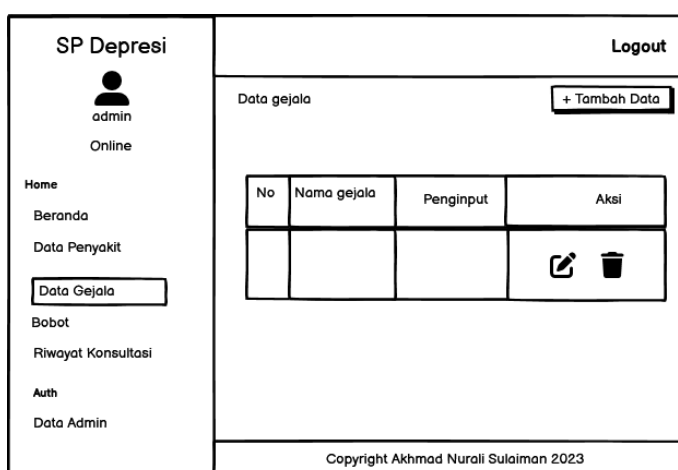 SP Depresi
admin
Online
Home
Beranda
Data Penyakit
Data Gejala
Bobot
Riwayat Konsultasi
Auth
Data Admin
Logout
Data gejala
+ Tambah Data
No Nama gejala Penginput Aksi
Copyright Akhmad Nurali Sulaiman 2023